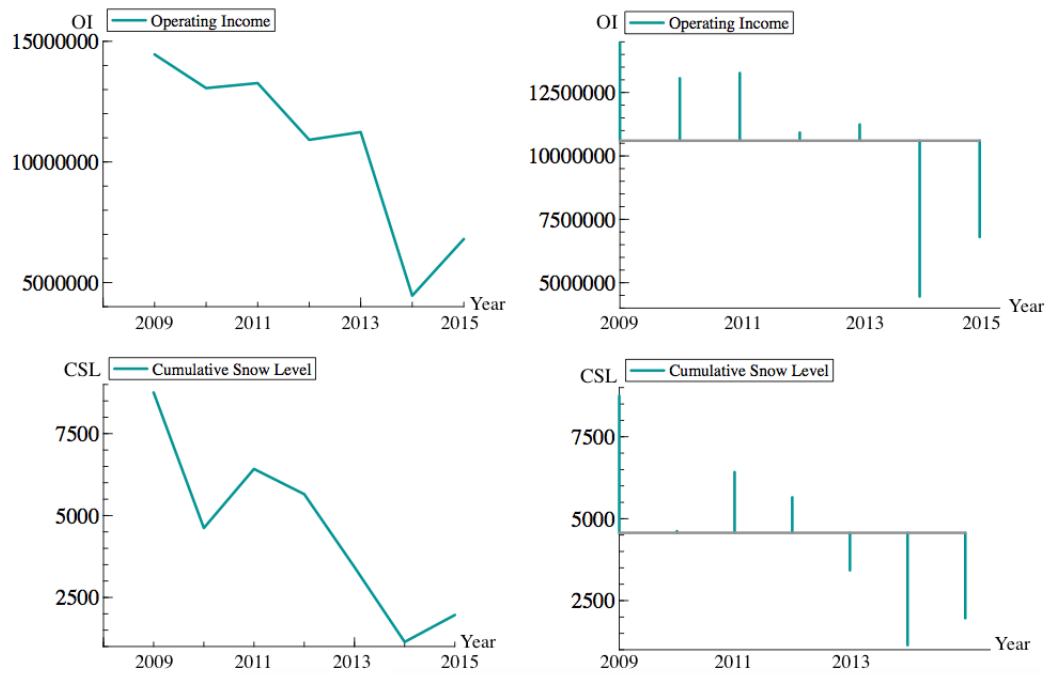 OI
Operating Income
15000000
10000000
5000000
Year
2009 2011 2013 2015
OI
Operating Income
12500000
10000000
7500000
5000000
Year
2009 2011 2013 2015
CSL
Cumulative Snow Level
7500
5000
2500
Year
2009 2011 2013 2015
CSL
Cumulative Snow Level
7500
5000
2500
Year
2009 2011 2013